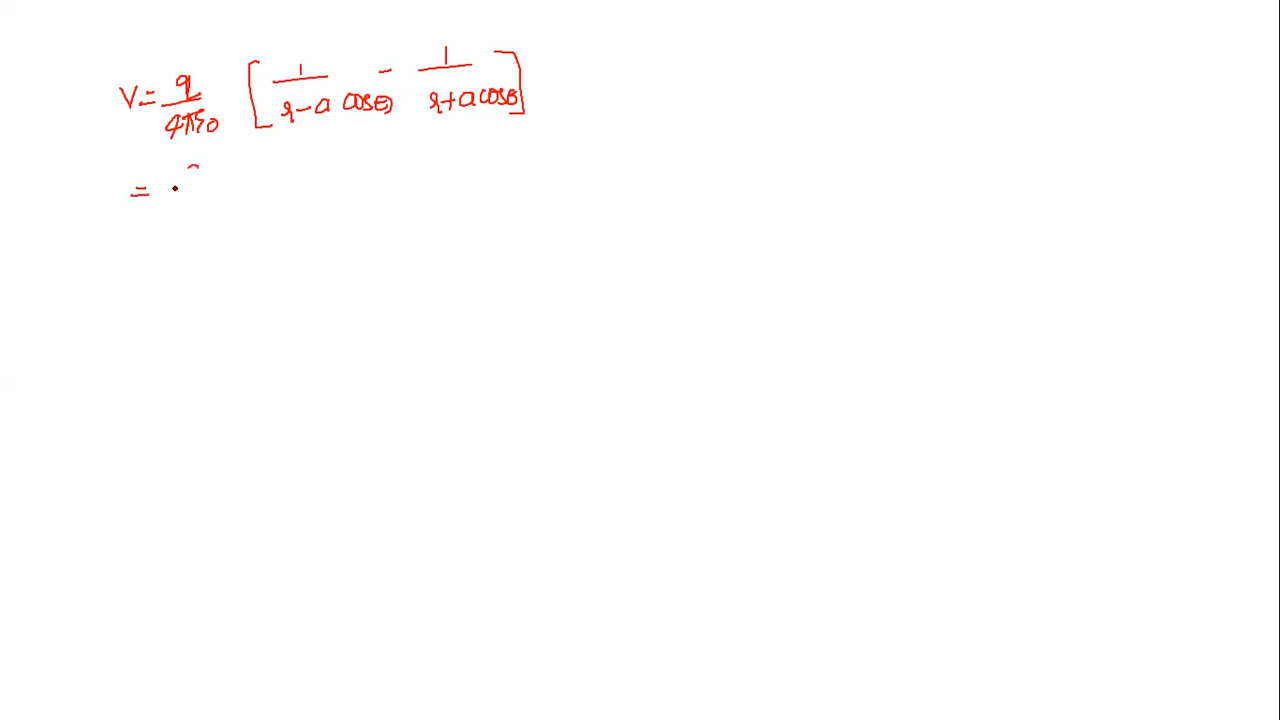 V = q / 4πε0 [ 1 / r - a cosθ - 1 / r + a cosθ ]
=